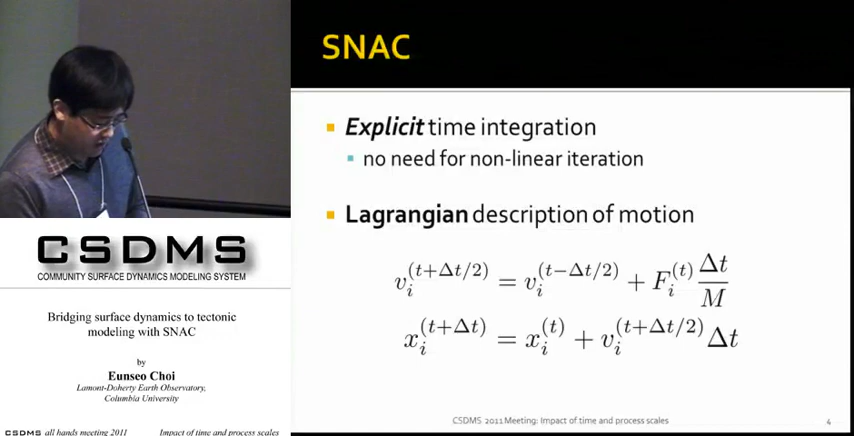 SNAC
Explicit time integration
no need for non-linear iteration
Lagrangian description of motion
v_i^{(t+Δt/2)} = v_i^{(t−Δt/2)} + F_i^{(t)} Δt/M
x_i^{(t+Δt)} = x_i^{(t)} + v_i^{(t+Δt/2)} Δt
CSDMS 2011 Meeting: Impact of time and process scales 4
CSDMS
COMMUNITY SURFACE DYNAMICS MODELING SYSTEM
Bridging surface dynamics to tectonic
modeling with SNAC
by
Eunseo Choi
Lamont-Doherty Earth Observatory,
Columbia University
CSDMS all hands meeting 2011 Impact of time and process scales